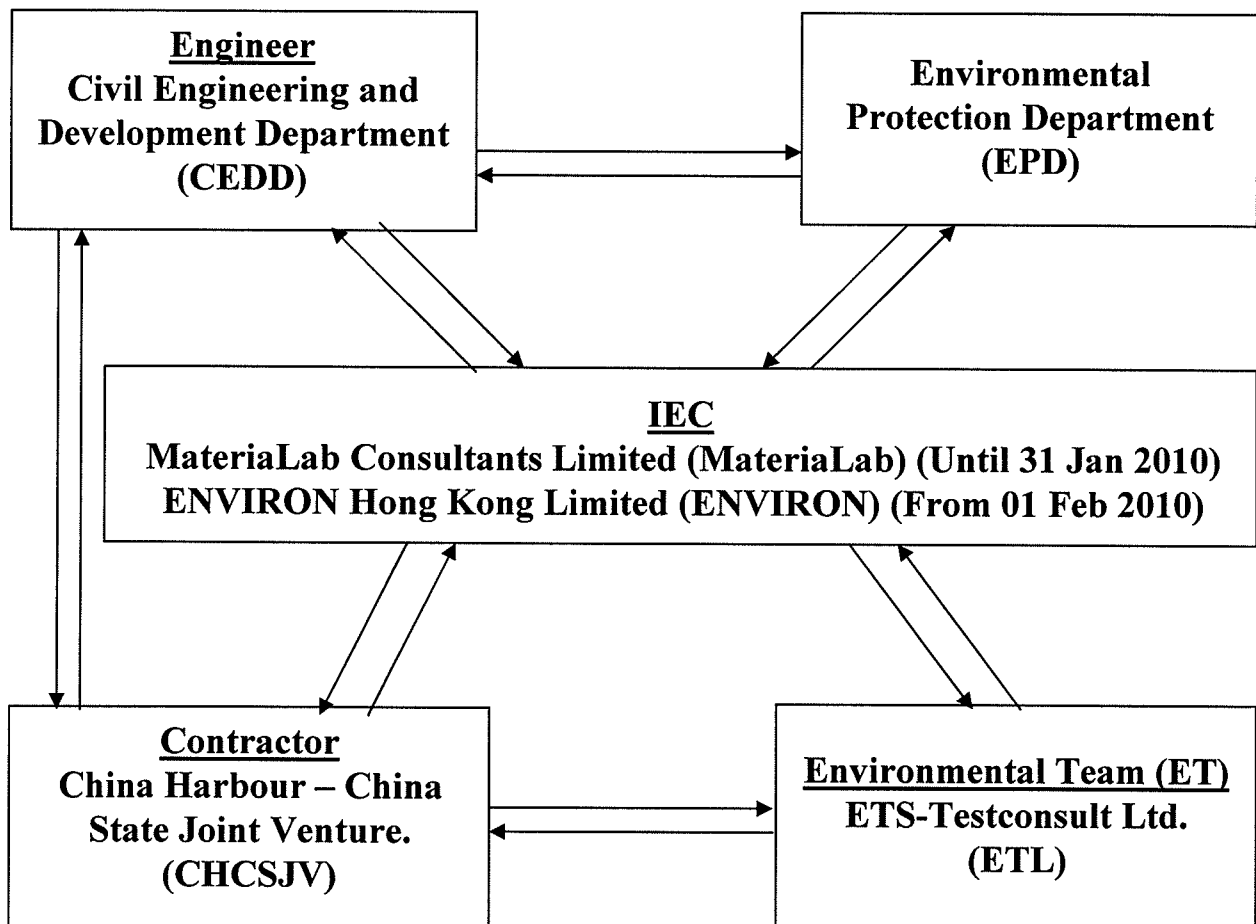 Engineer
Civil Engineering and
Development Department
(CEDD)
Environmental
Protection Department
(EPD)
IEC
MateriaLab Consultants Limited (MateriaLab) (Until 31 Jan 2010)
ENVIRON Hong Kong Limited (ENVIRON) (From 01 Feb 2010)
Contractor
China Harbour – China
State Joint Venture.
(CHCSJV)
Environmental Team (ET)
ETS-Testconsult Ltd.
(ETL)